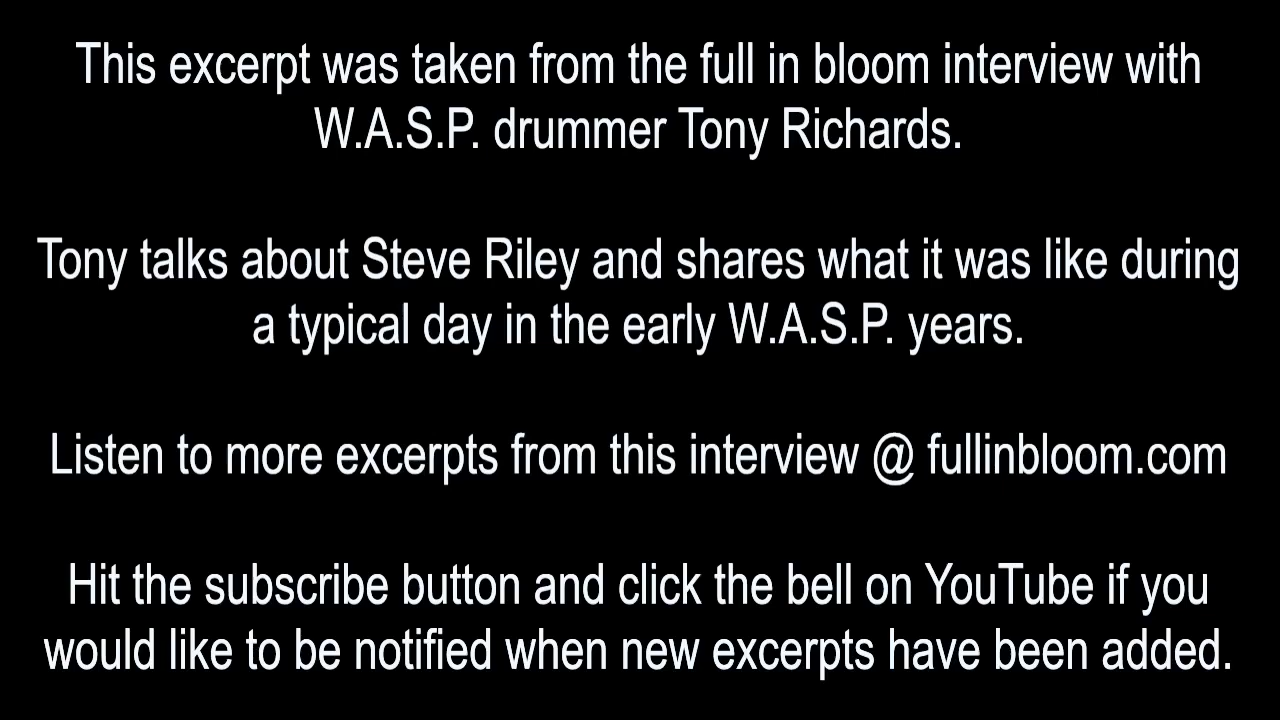 This excerpt was taken from the full in bloom interview with
W.A.S.P. drummer Tony Richards.
Tony talks about Steve Riley and shares what it was like during
a typical day in the early W.A.S.P. years.
Listen to more excerpts from this interview @ fullinbloom.com
Hit the subscribe button and click the bell on YouTube if you
would like to be notified when new excerpts have been added.